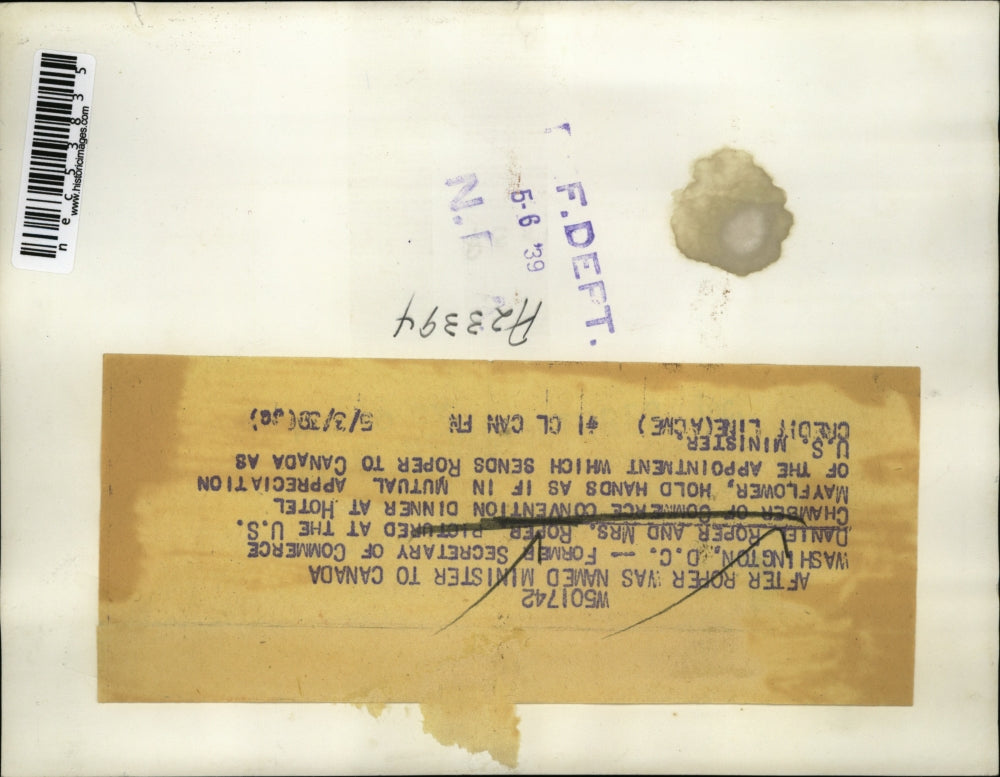 W501742
AFTER ROPER WAS NAMED MINISTER TO CANADA
WASHINGTON, D.C. -- FORMER SECRETARY OF COMMERCE
DANIEL ROPER AND MRS. ROPER PICTURED AT THE U.S.
CHAMBER OF COMMERCE CONVENTION DINNER AT HOTEL
MAYFLOWER, HOLD HANDS AS IF IN MUTUAL APPRECIATION
OF THE APPOINTMENT WHICH SENDS ROPER TO CANADA AS
U.S. MINISTER.
CREDIT LINE(ACME) #1 CL CAN FN 5/3/39(JG)
A23394
F.DEPT.
5-6 '39
nec53835
www.historicimages.com